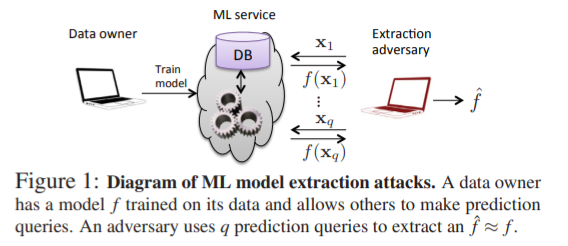 ML service
Data owner
Extraction
adversary
DB
Train
model
x₁
f(x₁)
⋮
x_q
f(x_q)
f̂
Figure 1: Diagram of ML model extraction attacks. A data owner
has a model f trained on its data and allows others to make prediction
queries. An adversary uses q prediction queries to extract an f̂ ≈ f.